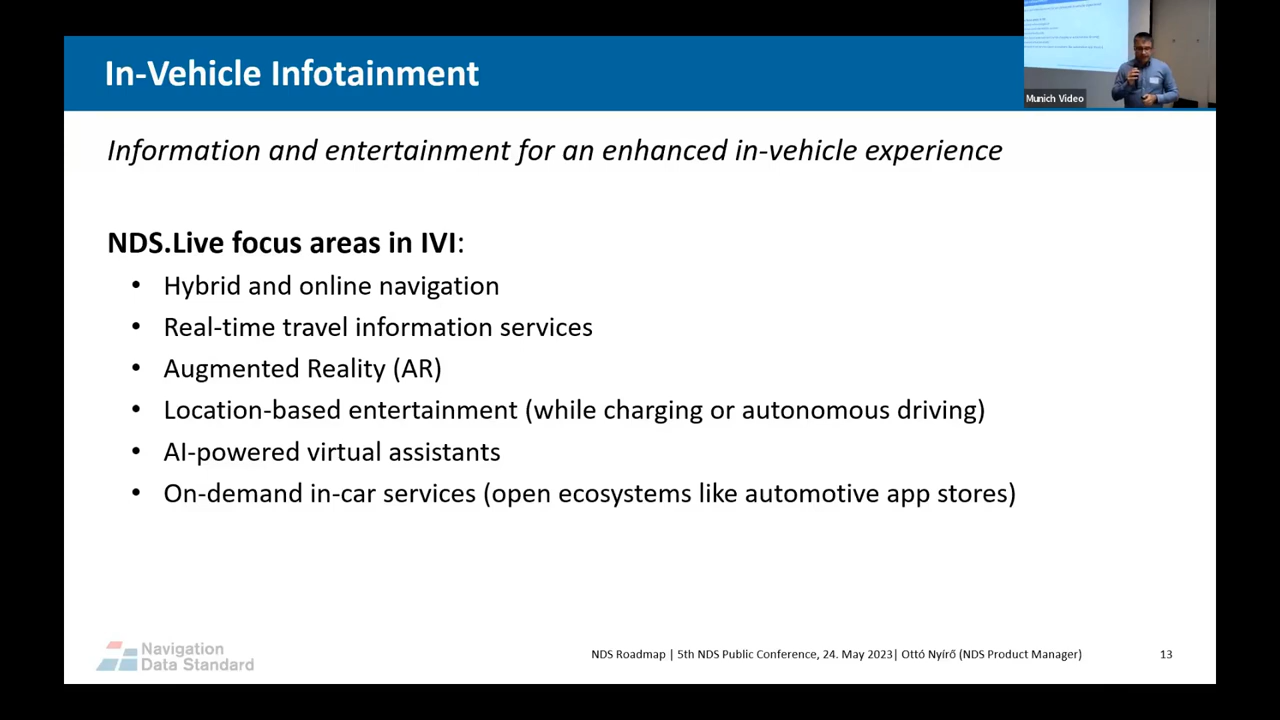 In-Vehicle Infotainment
Munich Video
Information and entertainment for an enhanced in-vehicle experience
NDS.Live focus areas in IVI:
• Hybrid and online navigation
• Real-time travel information services
• Augmented Reality (AR)
• Location-based entertainment (while charging or autonomous driving)
• AI-powered virtual assistants
• On-demand in-car services (open ecosystems like automotive app stores)
Navigation
Data Standard
NDS Roadmap | 5th NDS Public Conference, 24. May 2023| Ottó Nyírő (NDS Product Manager)
13